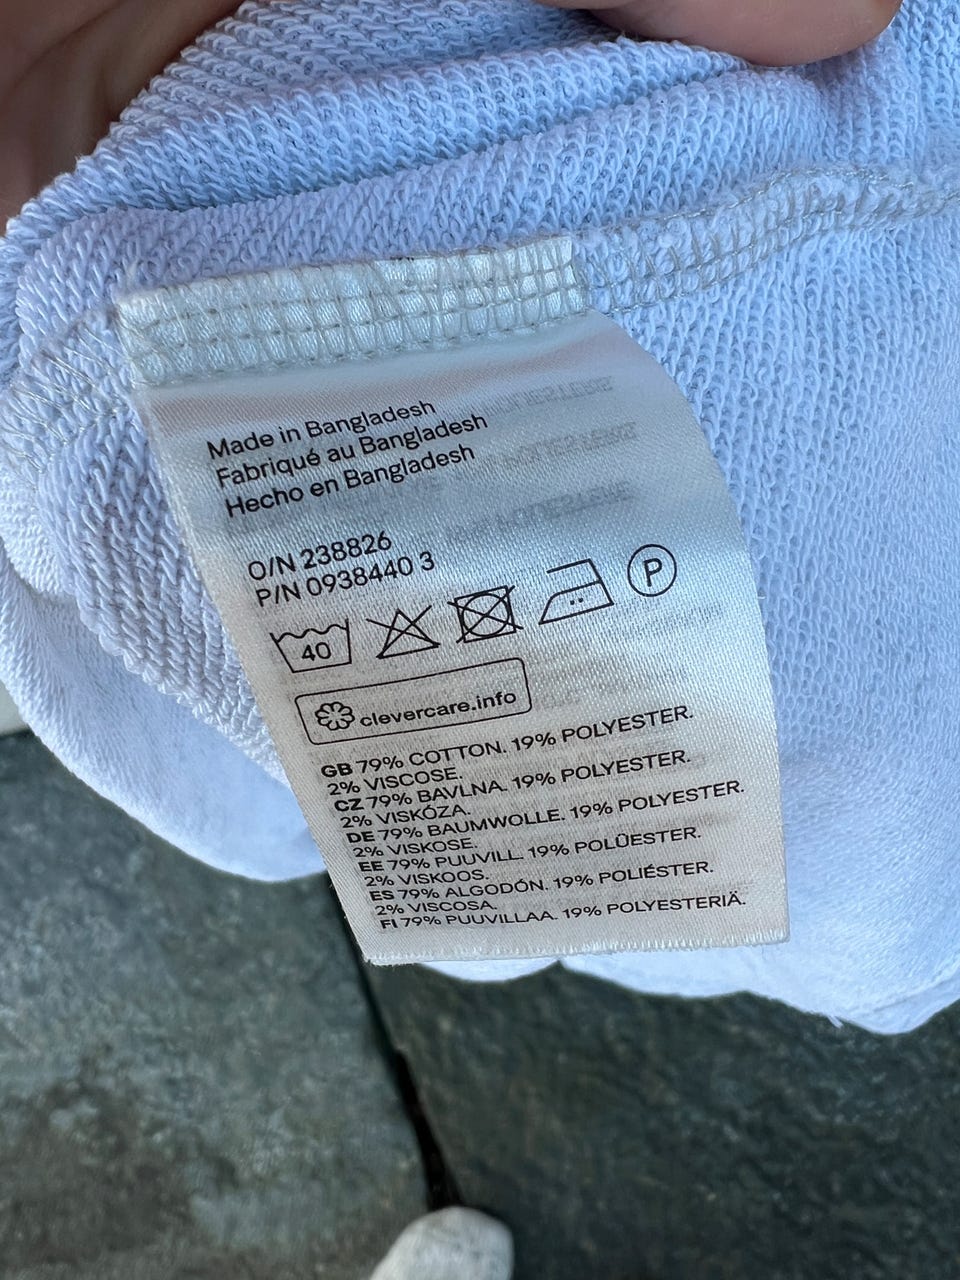 Made in Bangladesh
Fabriqué au Bangladesh
Hecho en Bangladesh
O/N 238826
P/N 0938440 3
40
P
clevercare.info
GB 79% COTTON. 19% POLYESTER.
2% VISCOSE.
CZ 79% BAVLNA. 19% POLYESTER.
2% VISKÓZA.
DE 79% BAUMWOLLE. 19% POLYESTER.
2% VISKOSE.
EE 79% PUUVILL. 19% POLÜESTER.
2% VISKOOS.
ES 79% ALGODÓN. 19% POLIÉSTER.
2% VISCOSA.
FI 79% PUUVILLAA. 19% POLYESTERIÄ.